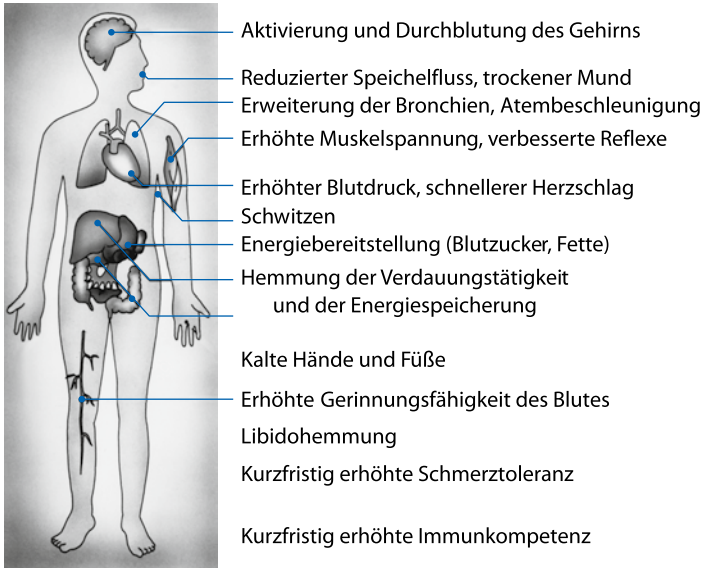 Aktivierung und Durchblutung des Gehirns
Reduzierter Speichelfluss, trockener Mund
Erweiterung der Bronchien, Atembeschleunigung
Erhöhte Muskelspannung, verbesserte Reflexe
Erhöhter Blutdruck, schnellerer Herzschlag
Schwitzen
Energiebereitstellung (Blutzucker, Fette)
Hemmung der Verdauungstätigkeit
und der Energiespeicherung
Kalte Hände und Füße
Erhöhte Gerinnungsfähigkeit des Blutes
Libidohemmung
Kurzfristig erhöhte Schmerztoleranz
Kurzfristig erhöhte Immunkompetenz